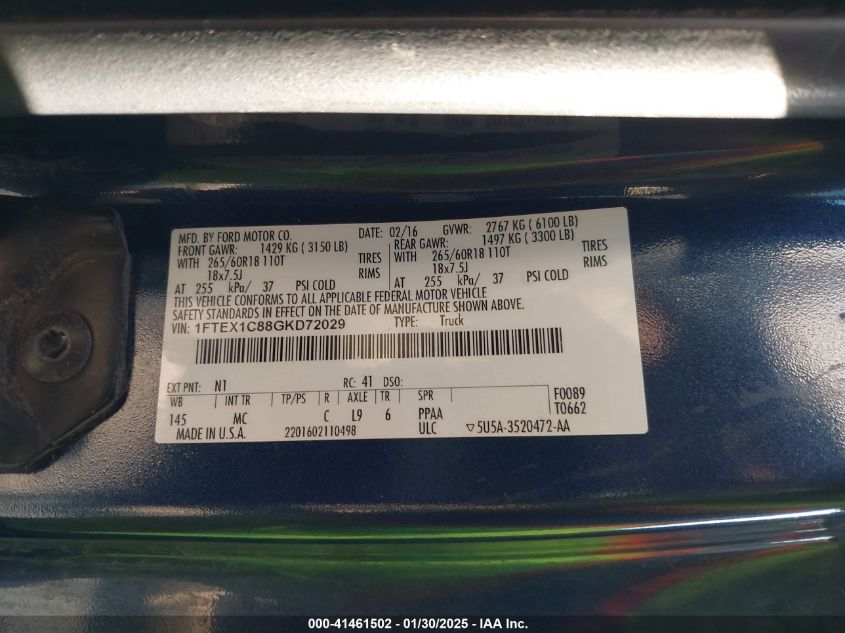 MFD. BY FORD MOTOR CO. DATE: 02/16 GVWR: 2767 KG ( 6100 LB)
FRONT GAWR: 1429 KG ( 3150 LB) REAR GAWR: 1497 KG ( 3300 LB)
WITH 265/60R18 110T TIRES WITH 265/60R18 110T TIRES
18x7.5J RIMS 18x7.5J RIMS
AT 255 kPa/ 37 PSI COLD AT 255 kPa/ 37 PSI COLD
THIS VEHICLE CONFORMS TO ALL APPLICABLE FEDERAL MOTOR VEHICLE
SAFETY STANDARDS IN EFFECT ON THE DATE OF MANUFACTURE SHOWN ABOVE.
VIN: 1FTEX1C88GKD72029 TYPE: Truck
EXT PNT: N1 RC: 41 DSO: F0089
WB INT TR TP/PS R AXLE TR SPR T0662
145 MC C L9 6 PPAA
MADE IN U.S.A. 2201602110498 ULC ▽5U5A-3520472-AA
000-41461502 - 01/30/2025 - IAA Inc.